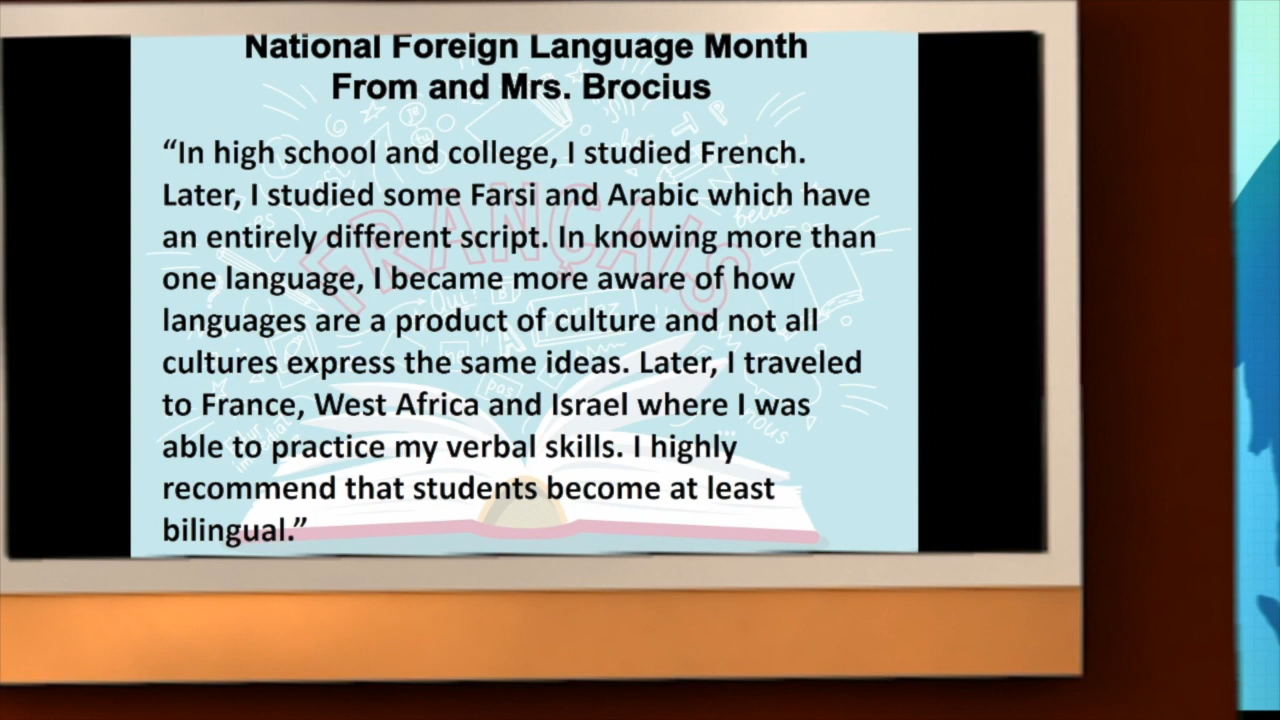 National Foreign Language Month
From and Mrs. Brocius
“In high school and college, I studied French.
Later, I studied some Farsi and Arabic which have
an entirely different script. In knowing more than
one language, I became more aware of how
languages are a product of culture and not all
cultures express the same ideas. Later, I traveled
to France, West Africa and Israel where I was
able to practice my verbal skills. I highly
recommend that students become at least
bilingual.”
FRANÇAIS